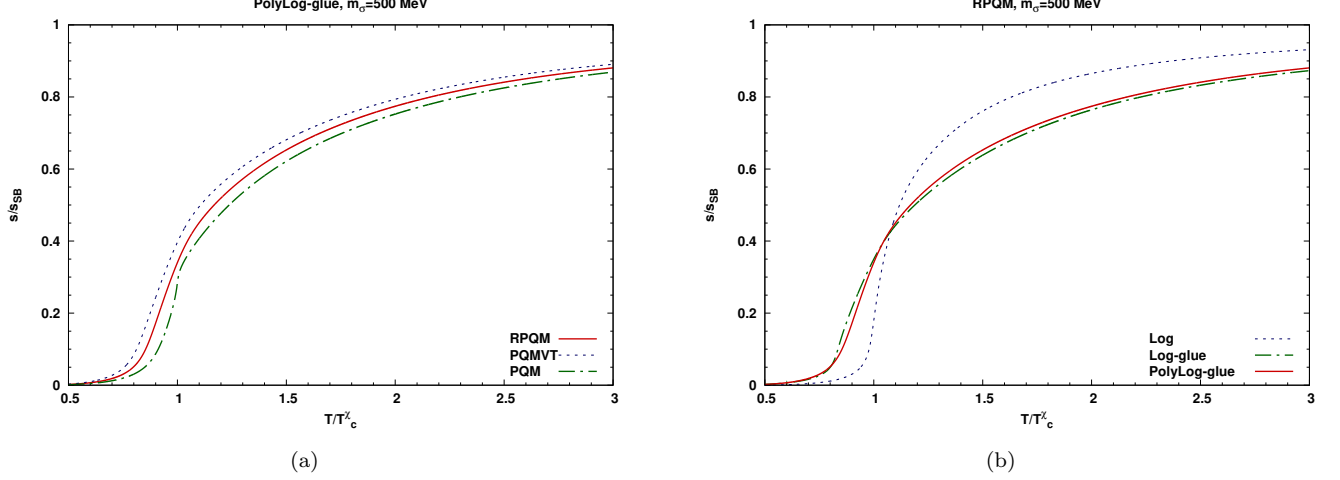 PolyLog-glue, mσ=500 MeV
1
0.8
0.6
0.4
0.2
0
s/sSB
0.5 1 1.5 2 2.5 3
T/Tχc
RPQM
PQMVT
PQM
(a)
RPQM, mσ=500 MeV
1
0.8
0.6
0.4
0.2
0
s/sSB
0.5 1 1.5 2 2.5 3
T/Tχc
Log
Log-glue
PolyLog-glue
(b)